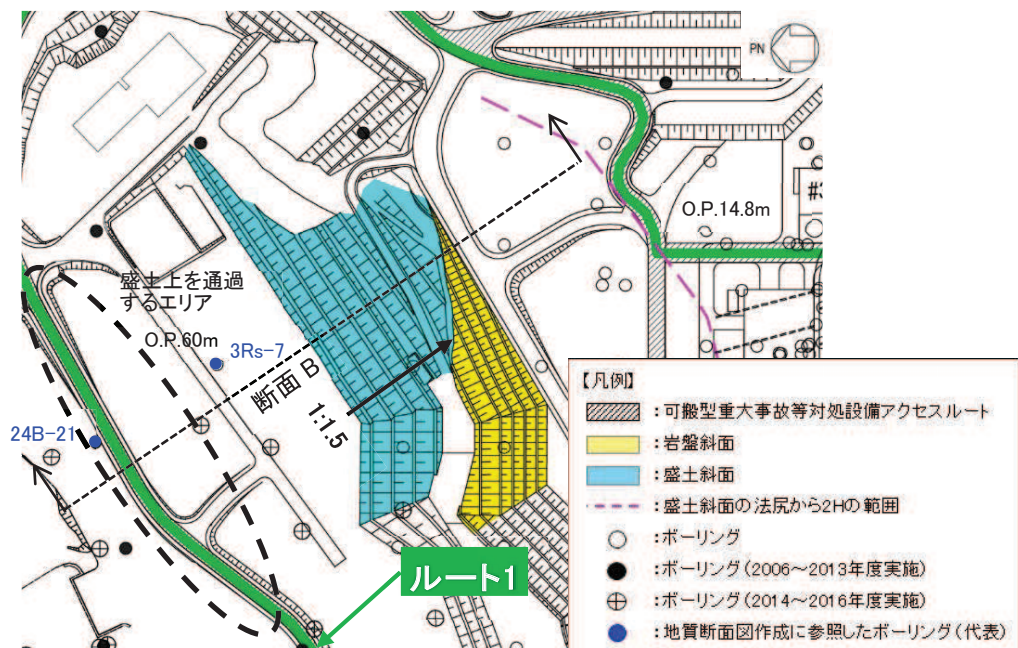 PN
#3
O.P.14.8m
盛土上を通過
するエリア
O.P.60m
3Rs-7
断面 B
1:1.5
24B-21
ルート1
【凡例】
:可搬型重大事故等対処設備アクセスルート
:岩盤斜面
:盛土斜面
:盛土斜面の法尻から2Hの範囲
:ボーリング
:ボーリング(2006～2013年度実施)
:ボーリング(2014～2016年度実施)
:地質断面図作成に参照したボーリング(代表)